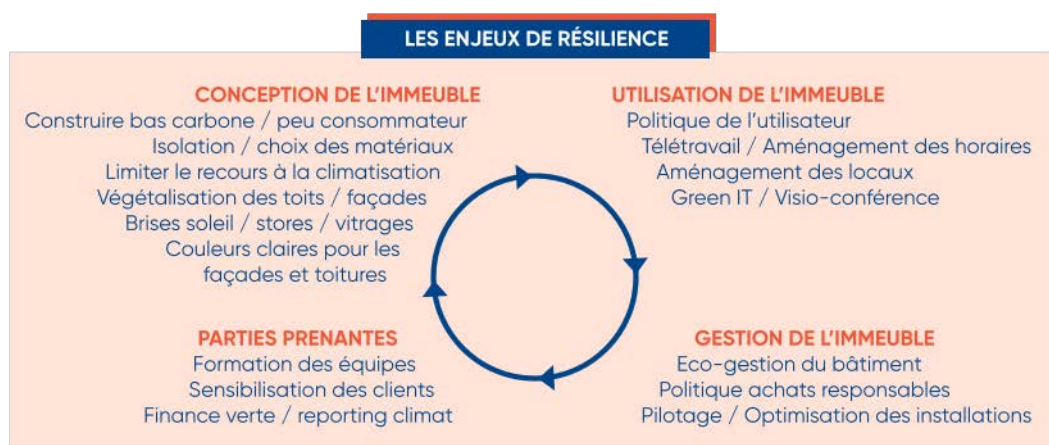 LES ENJEUX DE RÉSILIENCE
CONCEPTION DE L'IMMEUBLE
Construire bas carbone / peu consommateur
Isolation / choix des matériaux
Limiter le recours à la climatisation
Végétalisation des toits / façades
Brises soleil / stores / vitrages
Couleurs claires pour les
façades et toitures
UTILISATION DE L'IMMEUBLE
Politique de l'utilisateur
Télétravail / Aménagement des horaires
Aménagement des locaux
Green IT / Visio-conférence
PARTIES PRENANTES
Formation des équipes
Sensibilisation des clients
Finance verte / reporting climat
GESTION DE L'IMMEUBLE
Eco-gestion du bâtiment
Politique achats responsables
Pilotage / Optimisation des installations